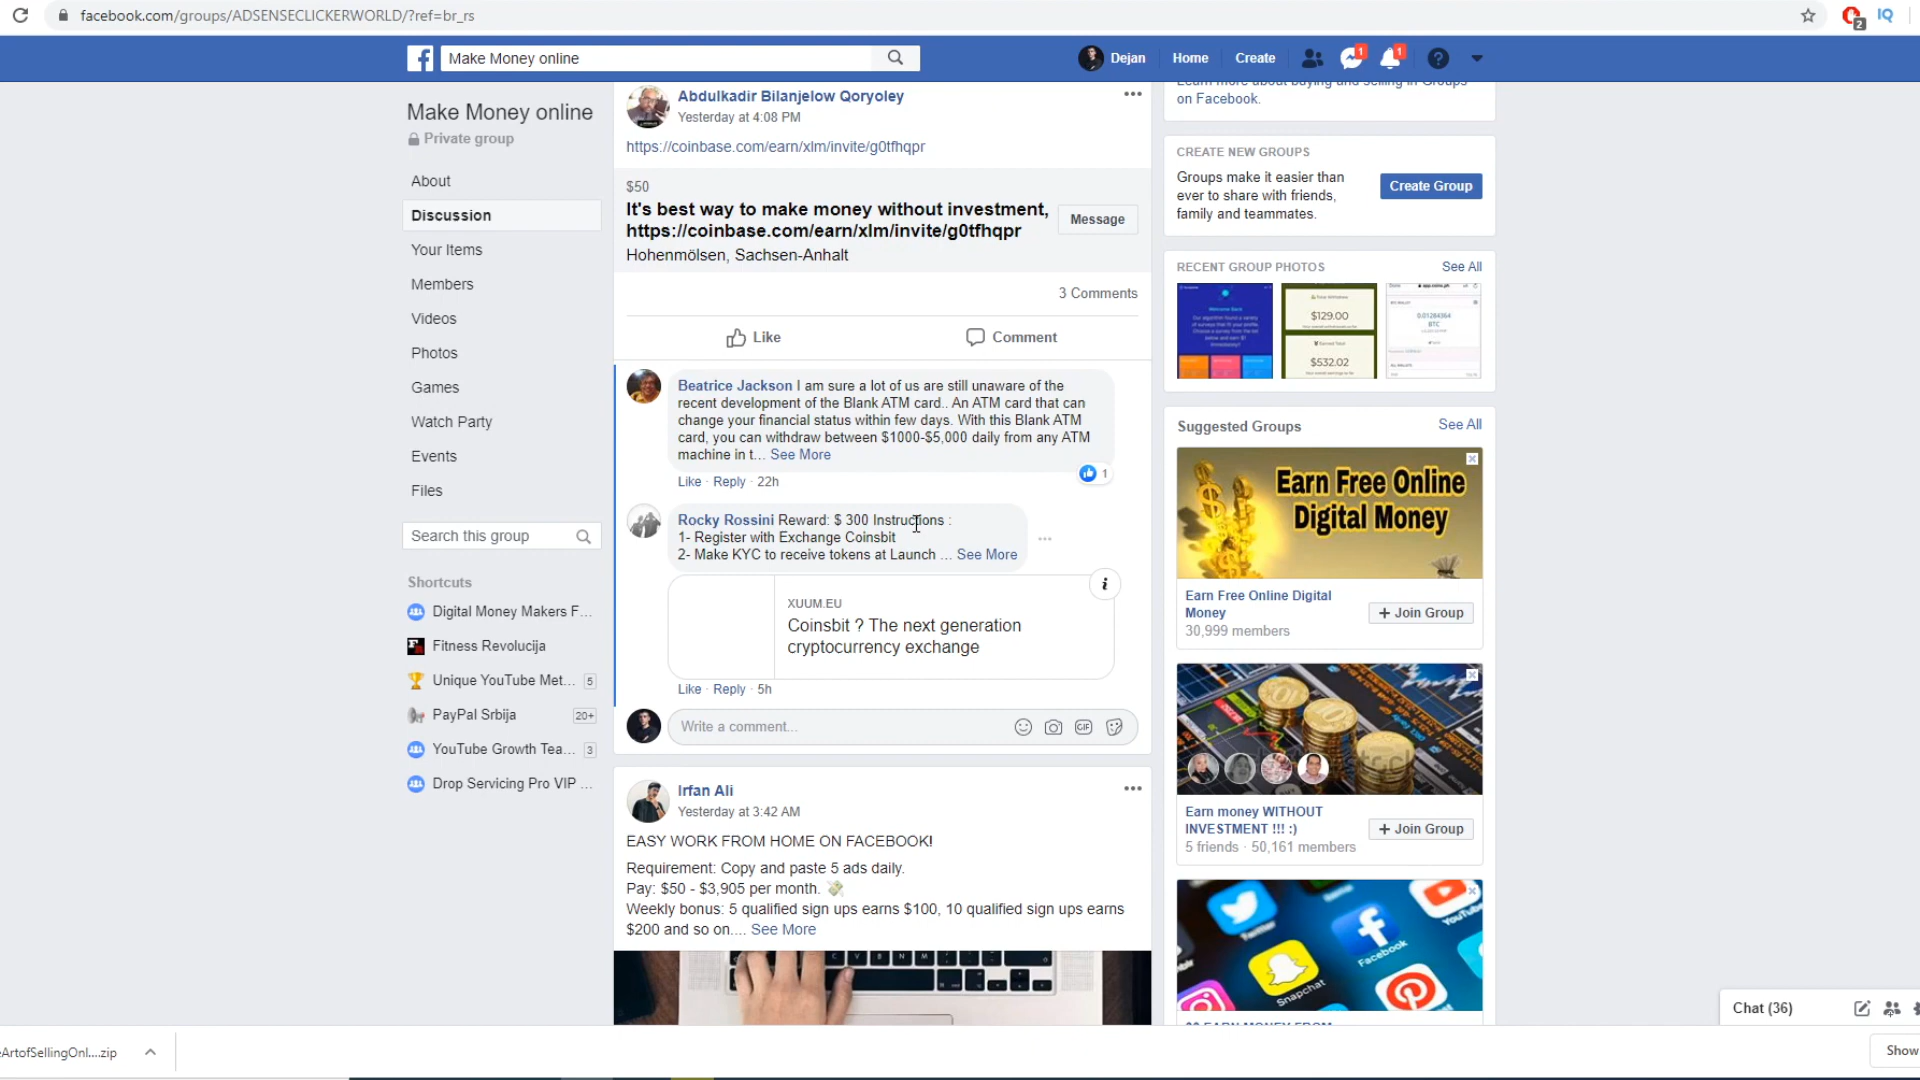 facebook.com/groups/ADSENSECLICKERWORLD/?ref=br_rs
2
IQ
Make Money online
Dejan
Home
Create
1
1
Make Money online
Private group
About
Discussion
Your Items
Members
Videos
Photos
Games
Watch Party
Events
Files
Search this group
Shortcuts
Digital Money Makers F...
Fitness Revolucija
Unique YouTube Met... 5
PayPal Srbija 20+
YouTube Growth Tea... 3
Drop Servicing Pro VIP ...
Abdulkadir Bilanjelow Qoryoley
Yesterday at 4:08 PM
https://coinbase.com/earn/xlm/invite/g0tfhqpr
$50
It's best way to make money without investment,
https://coinbase.com/earn/xlm/invite/g0tfhqpr
Message
Hohenmölsen, Sachsen-Anhalt
3 Comments
Like
Comment
Beatrice Jackson I am sure a lot of us are still unaware of the
recent development of the Blank ATM card.. An ATM card that can
change your financial status within few days. With this Blank ATM
card, you can withdraw between $1000-$5,000 daily from any ATM
machine in t... See More
1
Like · Reply · 22h
Rocky Rossini Reward: $ 300 Instructions :
1- Register with Exchange Coinsbit
2- Make KYC to receive tokens at Launch ... See More
XUUM.EU
Coinsbit ? The next generation
cryptocurrency exchange
Like · Reply · 5h
Write a comment...
GIF
Irfan Ali
Yesterday at 3:42 AM
EASY WORK FROM HOME ON FACEBOOK!
Requirement: Copy and paste 5 ads daily.
Pay: $50 - $3,905 per month.
Weekly bonus: 5 qualified sign ups earns $100, 10 qualified sign ups earns
$200 and so on.... See More
C V B N M
Learn more about buying and selling in Groups
on Facebook.
CREATE NEW GROUPS
Groups make it easier than
ever to share with friends,
family and teammates.
Create Group
RECENT GROUP PHOTOS
See All
Welcome Back
$129.00
$532.02
0.01284364
BTC
Suggested Groups
See All
Earn Free Online
Digital Money
Earn Free Online Digital
Money
30,999 members
+ Join Group
Earn money WITHOUT
INVESTMENT !!! :)
5 friends · 50,161 members
+ Join Group
Twitter
Facebook
YouTube
Snapchat
Pinterest
Chat (36)
ArtofSellingOnl....zip
Show